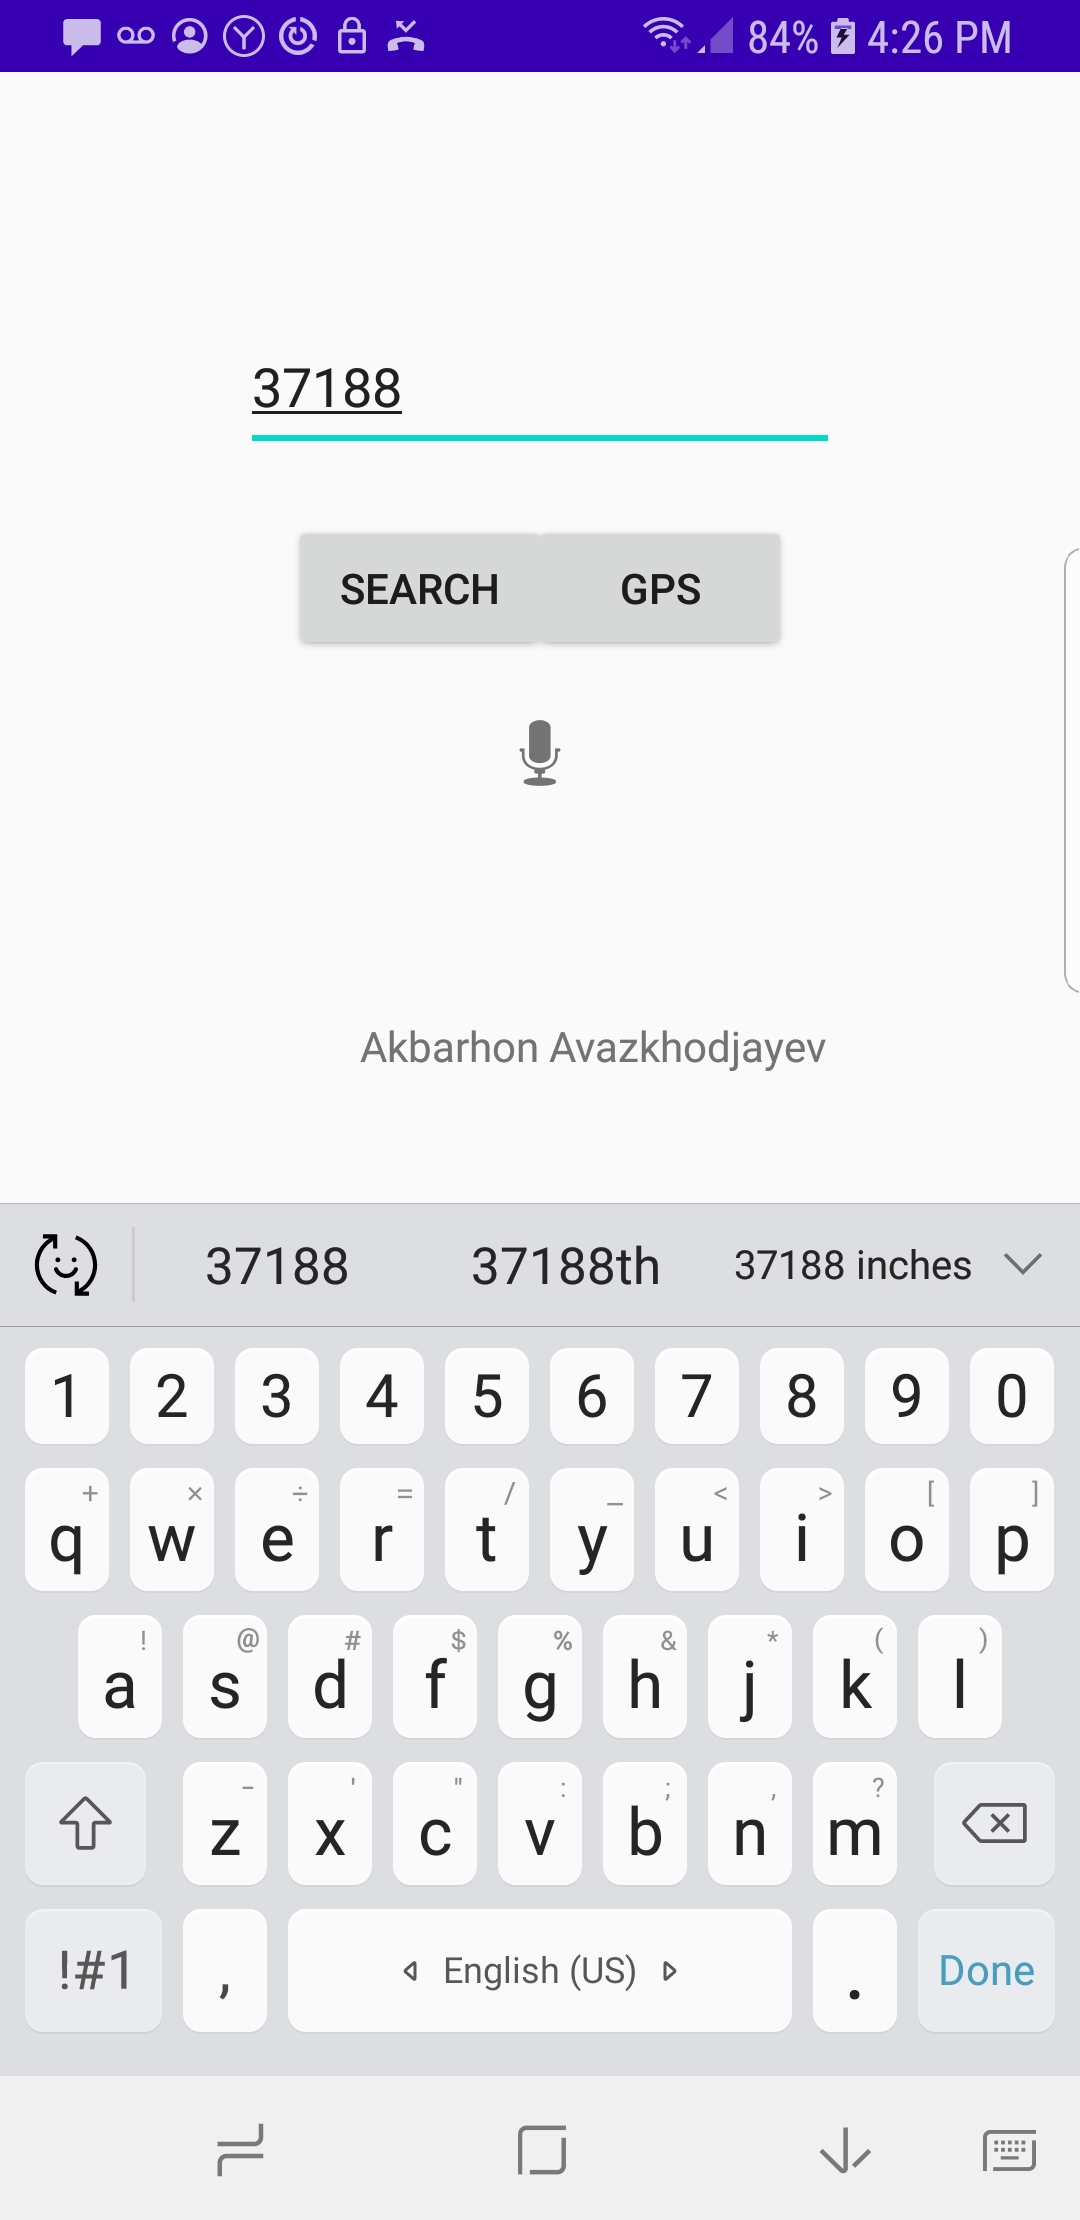 84% 4:26 PM
37188
SEARCH GPS
Akbarhon Avazkhodjayev
37188 37188th 37188 inches
1 2 3 4 5 6 7 8 9 0
+ × ÷ = / _ < > [ ]
q w e r t y u i o p
! @ # $ % & * ( )
a s d f g h j k l
- ' " : ; , ?
z x c v b n m
!#1 , English (US) . Done